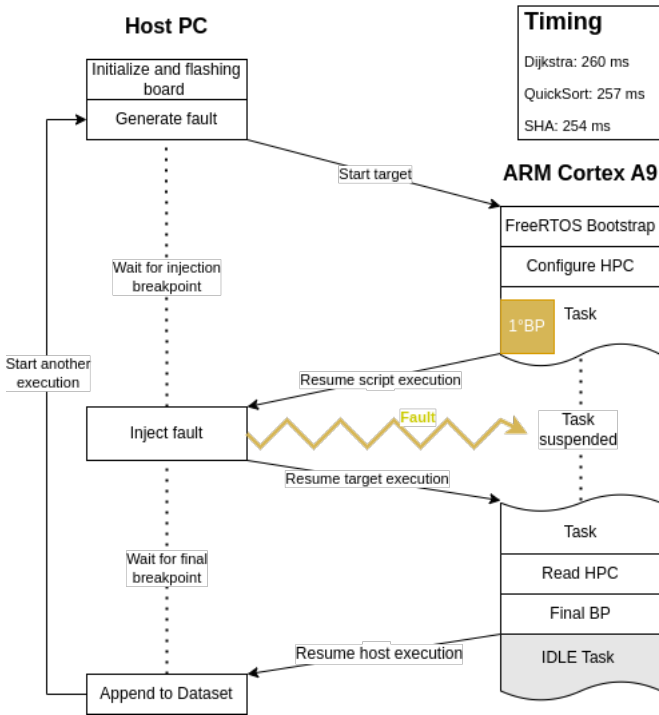 Host PC
Timing
Dijkstra: 260 ms
QuickSort: 257 ms
SHA: 254 ms
Initialize and flashing
board
Generate fault
Start target
ARM Cortex A9
FreeRTOS Bootstrap
Configure HPC
Wait for injection
breakpoint
1°BP
Task
Start another
execution
Resume script execution
Inject fault
Fault
Task
suspended
Resume target execution
Task
Wait for final
breakpoint
Read HPC
Final BP
Resume host execution
IDLE Task
Append to Dataset